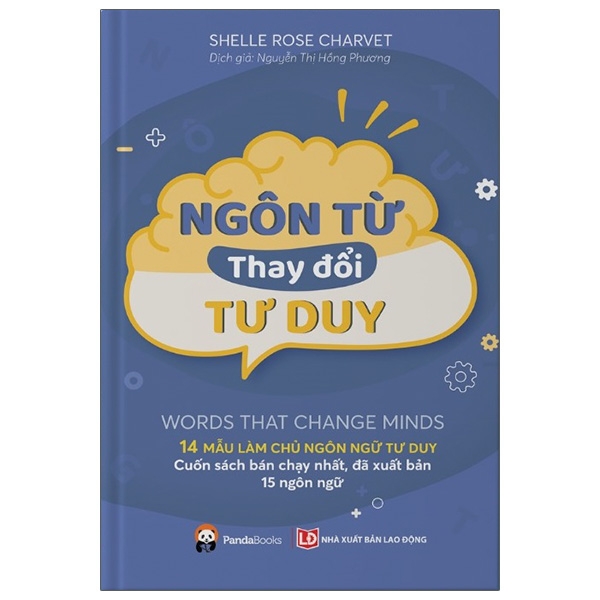 SHELLE ROSE CHARVET
Dịch giả: Nguyễn Thị Hồng Phương
NGÔN TỪ
Thay đổi
TƯ DUY
WORDS THAT CHANGE MINDS
14 MẪU LÀM CHỦ NGÔN NGỮ TƯ DUY
Cuốn sách bán chạy nhất, đã xuất bản
15 ngôn ngữ
PandaBooks
LĐ NHÀ XUẤT BẢN LAO ĐỘNG